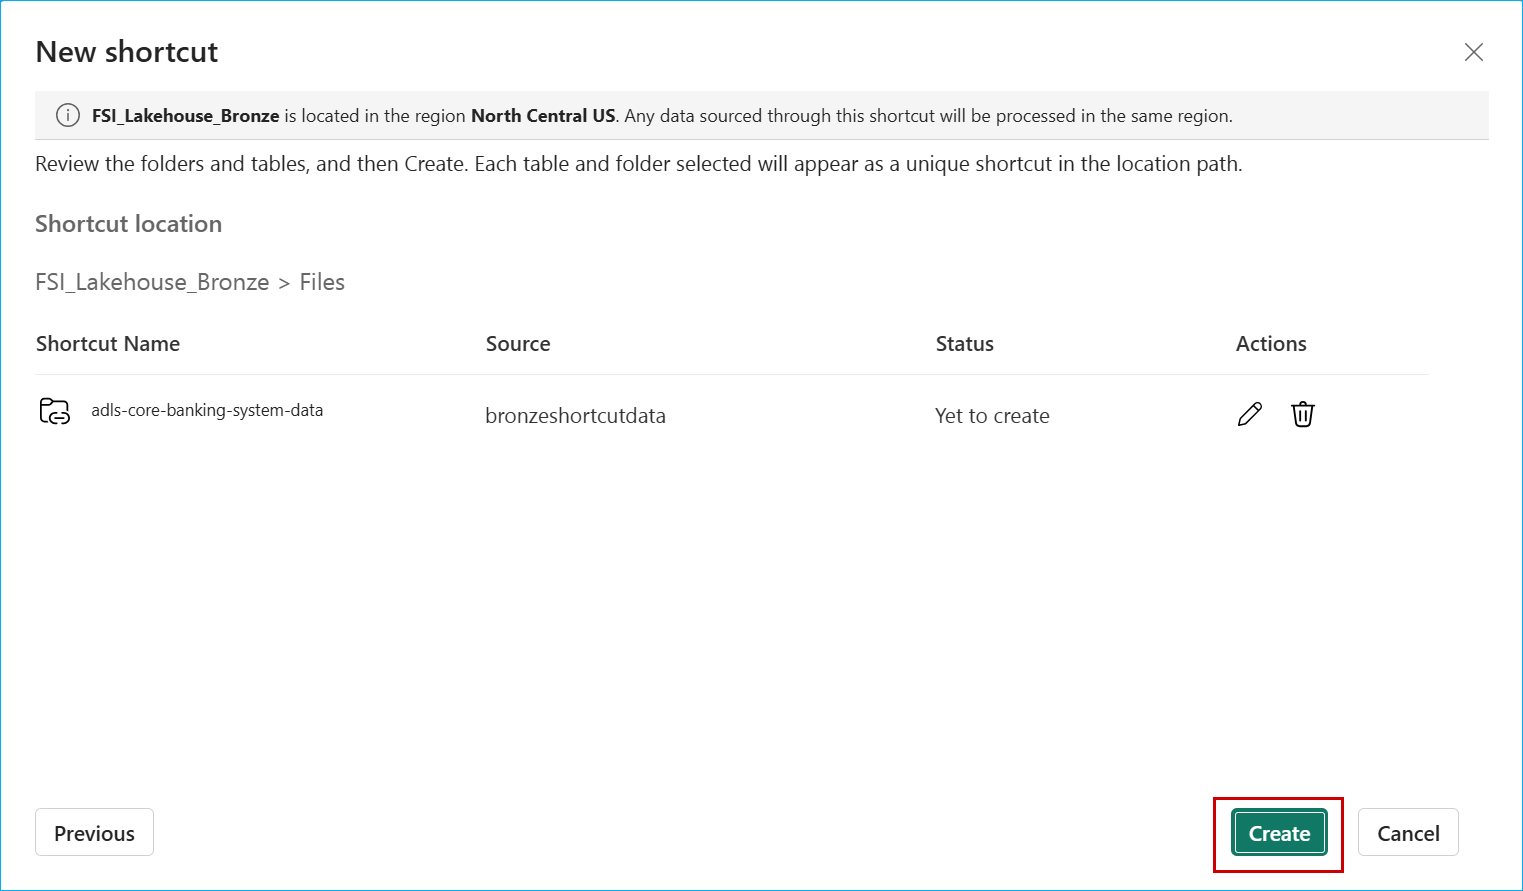 New shortcut
FSI_Lakehouse_Bronze is located in the region North Central US. Any data sourced through this shortcut will be processed in the same region.
Review the folders and tables, and then Create. Each table and folder selected will appear as a unique shortcut in the location path.
Shortcut location
FSI_Lakehouse_Bronze > Files
Shortcut Name Source Status Actions
adls-core-banking-system-data bronzeshortcutdata Yet to create
Previous Create Cancel